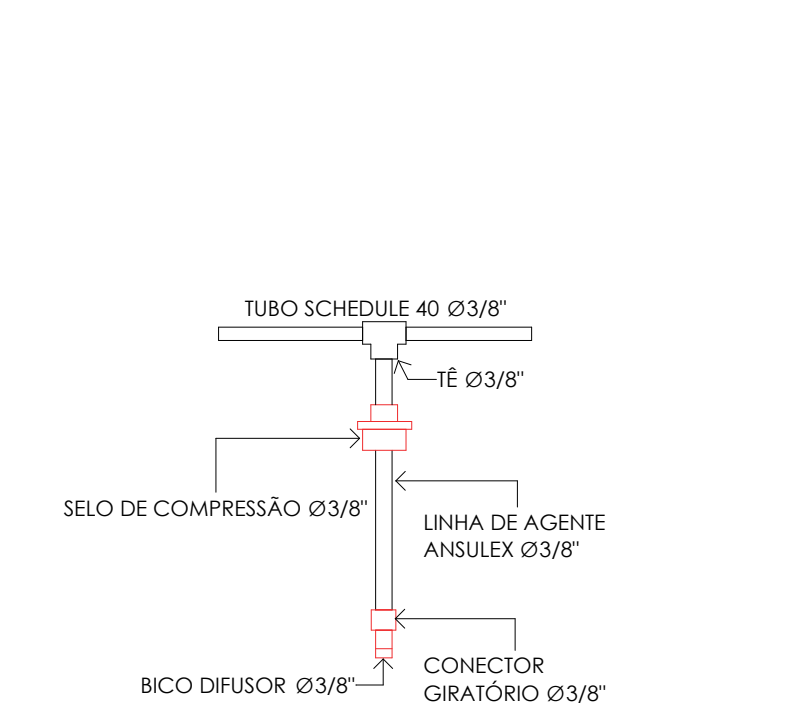 TUBO SCHEDULE 40 Ø3/8"
TÊ Ø3/8"
SELO DE COMPRESSÃO Ø3/8"
LINHA DE AGENTE
ANSULEX Ø3/8"
CONECTOR
GIRATÓRIO Ø3/8"
BICO DIFUSOR Ø3/8"